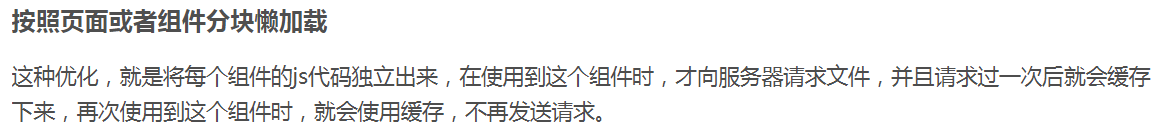 按照页面或者组件分块懒加载
这种优化，就是将每个组件的js代码独立出来，在使用到这个组件时，才向服务器请求文件，并且请求过一次后就会缓存
下来，再次使用到这个组件时，就会使用缓存，不再发送请求。